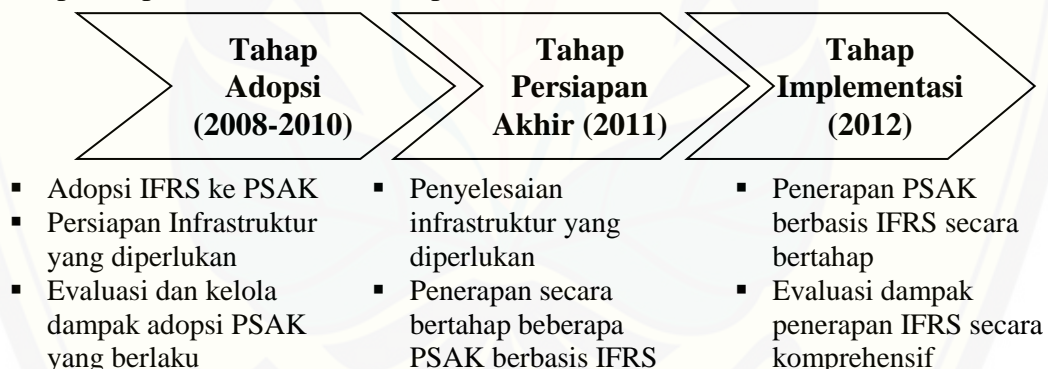 Tahap
Adopsi
(2008-2010)
Tahap
Persiapan
Akhir (2011)
Tahap
Implementasi
(2012)
▪ Adopsi IFRS ke PSAK
▪ Persiapan Infrastruktur
yang diperlukan
▪ Evaluasi dan kelola
dampak adopsi PSAK
yang berlaku
▪ Penyelesaian
infrastruktur yang
diperlukan
▪ Penerapan secara
bertahap beberapa
PSAK berbasis IFRS
▪ Penerapan PSAK
berbasis IFRS secara
bertahap
▪ Evaluasi dampak
penerapan IFRS secara
komprehensif